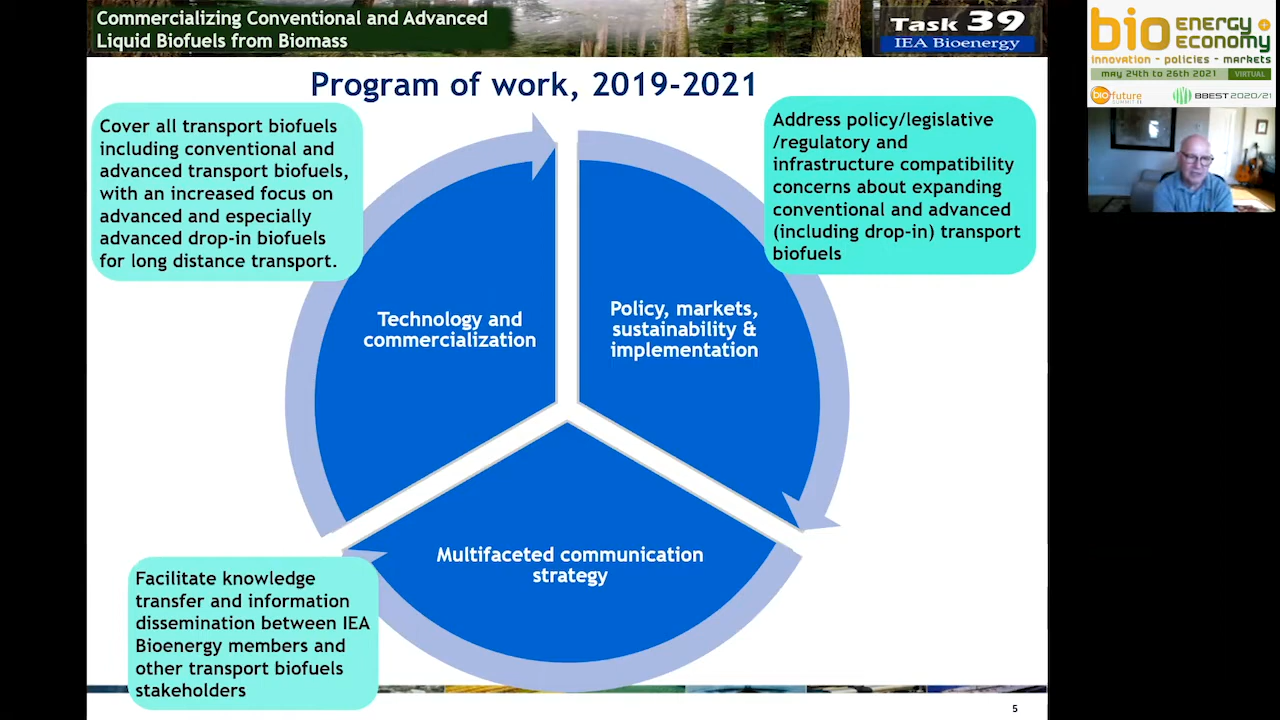 Commercializing Conventional and Advanced
Liquid Biofuels from Biomass
Task 39
IEA Bioenergy
Program of work, 2019-2021
Cover all transport biofuels
including conventional and
advanced transport biofuels,
with an increased focus on
advanced and especially
advanced drop-in biofuels
for long distance transport.
Address policy/legislative
/regulatory and
infrastructure compatibility
concerns about expanding
conventional and advanced
(including drop-in) transport
biofuels
Technology and
commercialization
Policy, markets,
sustainability &
implementation
Multifaceted communication
strategy
Facilitate knowledge
transfer and information
dissemination between IEA
Bioenergy members and
other transport biofuels
stakeholders
5
bio ENERGY +
ECONOMY
innovation - policies - markets
may 24th to 26th 2021 VIRTUAL
biofuture
SUMMIT II
BBEST 2020/21